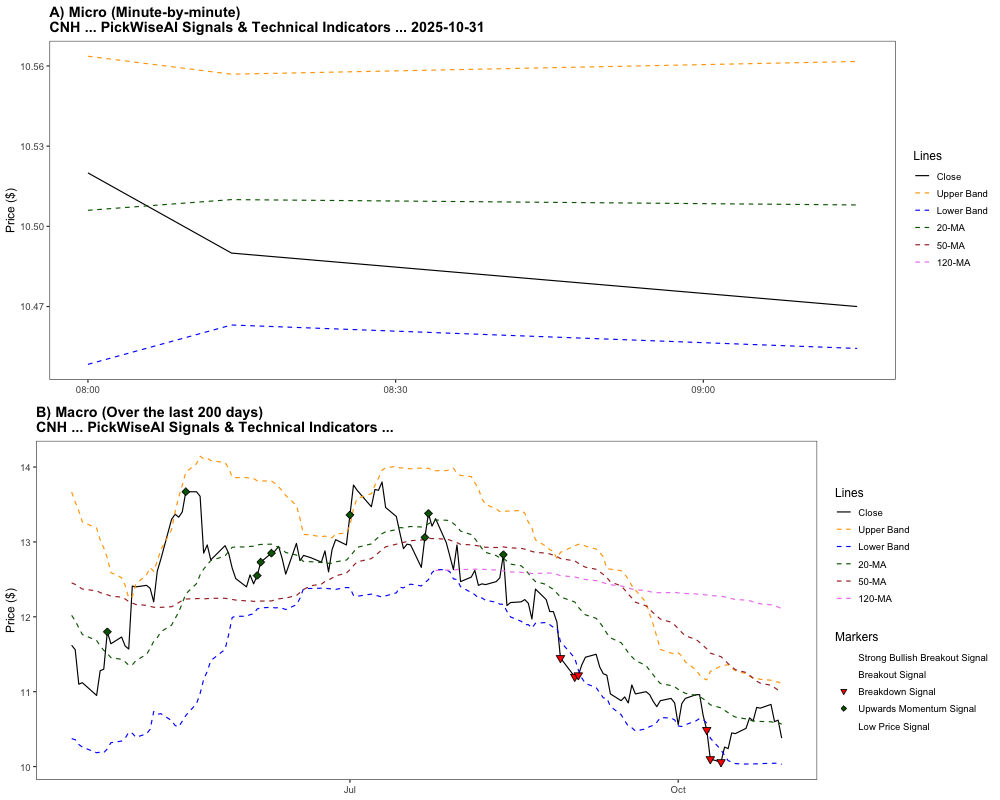 A) Micro (Minute-by-minute)
CNH ... PickWiseAI Signals & Technical Indicators ... 2025-10-31
10.56
10.53
10.50
10.47
Price ($)
08:00
08:30
09:00
Lines
Close
Upper Band
Lower Band
20-MA
50-MA
120-MA
B) Macro (Over the last 200 days)
CNH ... PickWiseAI Signals & Technical Indicators ...
14
13
12
11
10
Price ($)
Jul
Oct
Lines
Close
Upper Band
Lower Band
20-MA
50-MA
120-MA
Markers
Strong Bullish Breakout Signal
Breakout Signal
Breakdown Signal
Upwards Momentum Signal
Low Price Signal